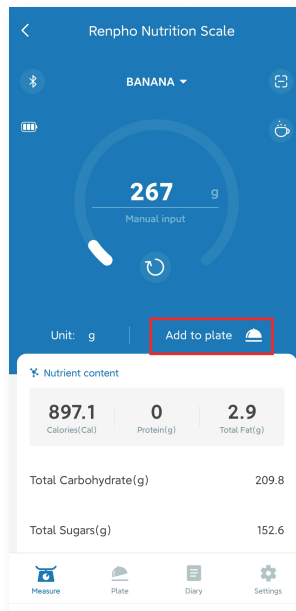 Renpho Nutrition Scale
BANANA
267 g
Manual input
Unit: g
Add to plate
Nutrient content
897.1 0 2.9
Calories(Cal) Protein(g) Total Fat(g)
Total Carbohydrate(g) 209.8
Total Sugars(g) 152.6
Measure Plate Diary Settings